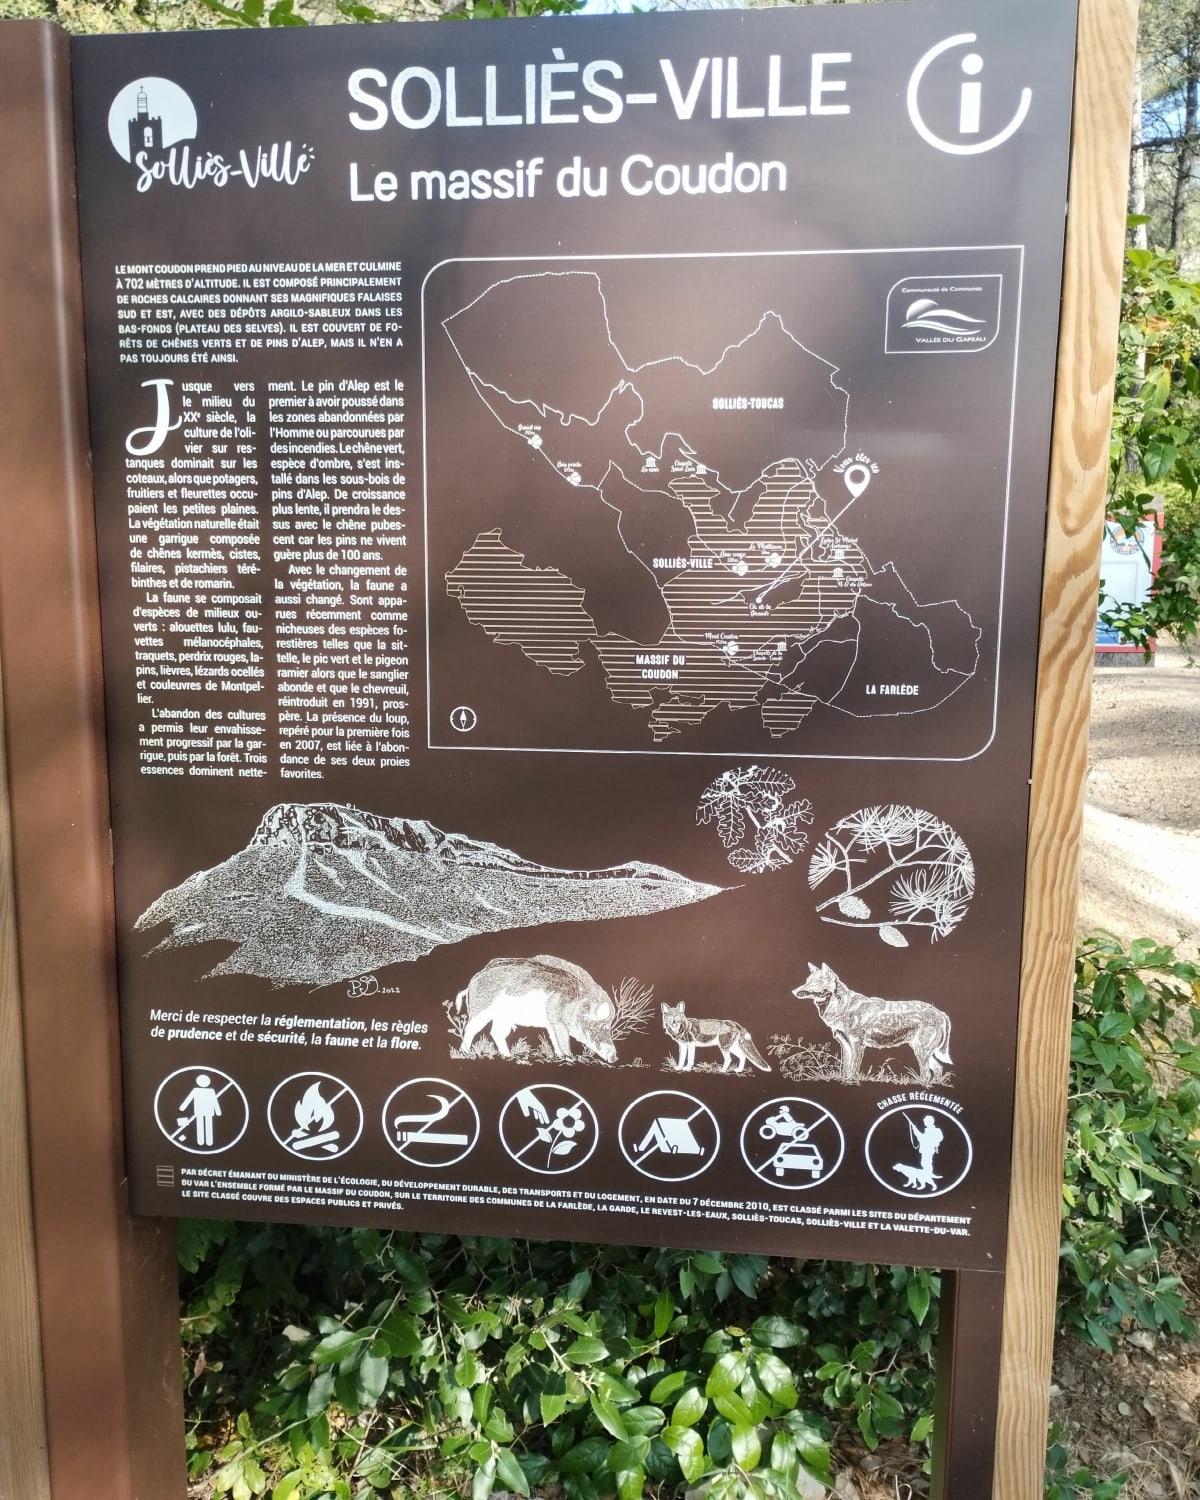 SOLLIÈS-VILLE
Le massif du Coudon
Solliès-Ville
i
LE MONT COUDON PREND PIED AU NIVEAU DE LA MER ET CULMINE
À 702 MÈTRES D'ALTITUDE. IL EST COMPOSÉ PRINCIPALEMENT
DE ROCHES CALCAIRES DONNANT SES MAGNIFIQUES FALAISES
SUD ET EST, AVEC DES DÉPÔTS ARGILO-SABLEUX DANS LES
BAS-FONDS (PLATEAU DES SELVES). IL EST COUVERT DE FO-
RÊTS DE CHÊNES VERTS ET DE PINS D'ALEP, MAIS IL N'EN A
PAS TOUJOURS ÉTÉ AINSI.
Jusque vers
le milieu du
XXe siècle, la
culture de l'oli-
vier sur res-
tanques dominait sur les
coteaux, alors que potagers,
fruitiers et fleurettes occu-
paient les petites plaines.
La végétation naturelle était
une garrigue composée
de chênes kermès, cistes,
filaires, pistachiers téré-
binthes et de romarin.
La faune se composait
d'espèces de milieux ou-
verts : alouettes lulu, fau-
vettes mélanocéphales,
traquets, perdrix rouges, la-
pins, lièvres, lézards ocellés
et couleuvres de Montpel-
lier.
L'abandon des cultures
a permis leur envahisse-
ment progressif par la gar-
rigue, puis par la forêt. Trois
essences dominent nette-
ment. Le pin d'Alep est le
premier à avoir poussé dans
les zones abandonnées par
l'Homme ou parcourues par
des incendies. Le chêne vert,
espèce d'ombre, s'est ins-
tallé dans les sous-bois de
pins d'Alep. De croissance
plus lente, il prendra le des-
sus avec le chêne pubes-
cent car les pins ne vivent
guère plus de 100 ans.
Avec le changement de
la végétation, la faune a
aussi changé. Sont appa-
rues récemment comme
nicheuses des espèces fo-
restières telles que la sit-
telle, le pic vert et le pigeon
ramier alors que le sanglier
abonde et que le chevreuil,
réintroduit en 1991, pros-
père. La présence du loup,
repéré pour la première fois
en 2007, est liée à l'abon-
dance de ses deux proies
favorites.
Communauté de Communes
VALLÉE DU GAPEAU
SOLLIÈS-TOUCAS
Vous êtes ici
SOLLIÈS-VILLE
Mont Coudon
MASSIF DU
COUDON
LA FARLÈDE
2022
Merci de respecter la réglementation, les règles
de prudence et de sécurité, la faune et la flore.
CHASSE RÈGLEMENTÉE
PAR DÉCRET ÉMANANT DU MINISTÈRE DE L'ÉCOLOGIE, DU DÉVELOPPEMENT DURABLE, DES TRANSPORTS ET DU LOGEMENT, EN DATE DU 7 DÉCEMBRE 2010, EST CLASSÉ PARMI LES SITES DU DÉPARTEMENT
DU VAR L'ENSEMBLE FORMÉ PAR LE MASSIF DU COUDON, SUR LE TERRITOIRE DES COMMUNES DE LA FARLÈDE, LA GARDE, LE REVEST-LES-EAUX, SOLLIÈS-TOUCAS, SOLLIÈS-VILLE ET LA VALETTE-DU-VAR.
LE SITE CLASSÉ COUVRE DES ESPACES PUBLICS ET PRIVÉS.